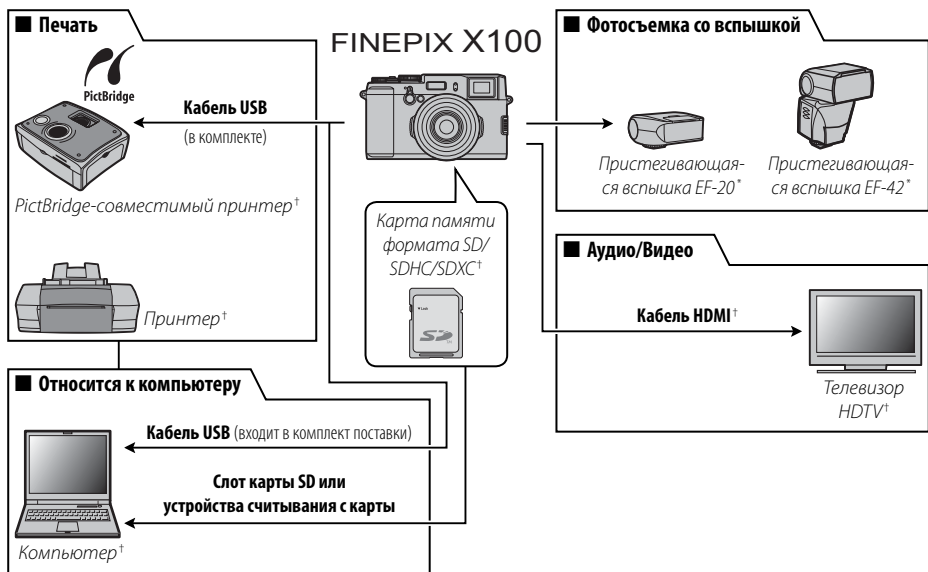 ■ Печать
PictBridge
Кабель USB
(в комплекте)
PictBridge-совместимый принтер†
Принтер†
FINEPIX X100
Карта памяти
формата SD/
SDHC/SDXC†
Lock
SD
■ Фотосъемка со вспышкой
Пристегивающая-
ся вспышка EF-20*
Пристегивающая-
ся вспышка EF-42*
■ Аудио/Видео
Кабель HDMI†
Телевизор
HDTV†
■ Относится к компьютеру
Кабель USB (входит в комплект поставки)
Слот карты SD или
устройства считывания с карты
Компьютер†